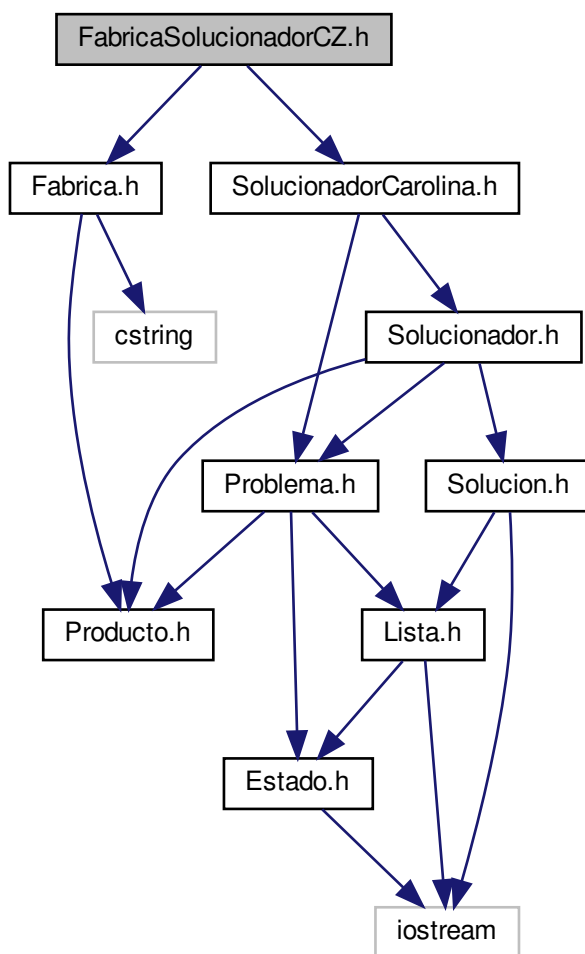 FabricaSolucionadorCZ.h
Fabrica.h
SolucionadorCarolina.h
cstring
Solucionador.h
Problema.h
Solucion.h
Producto.h
Lista.h
Estado.h
iostream